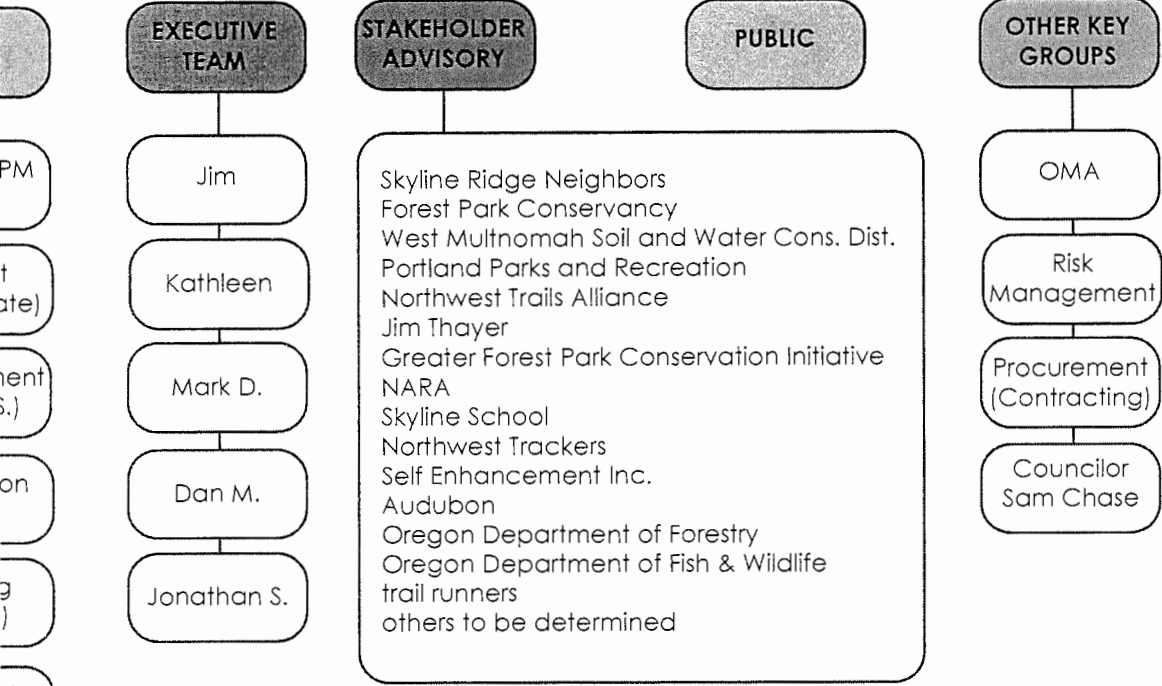 PM
t
ate)
ment
S.)
on
g
)
EXECUTIVE
TEAM
Jim
Kathleen
Mark D.
Dan M.
Jonathan S.
STAKEHOLDER
ADVISORY
Skyline Ridge Neighbors
Forest Park Conservancy
West Multnomah Soil and Water Cons. Dist.
Portland Parks and Recreation
Northwest Trails Alliance
Jim Thayer
Greater Forest Park Conservation Initiative
NARA
Skyline School
Northwest Trackers
Self Enhancement Inc.
Audubon
Oregon Department of Forestry
Oregon Department of Fish & Wildlife
trail runners
others to be determined
PUBLIC
OTHER KEY
GROUPS
OMA
Risk
Management
Procurement
(Contracting)
Councilor
Sam Chase